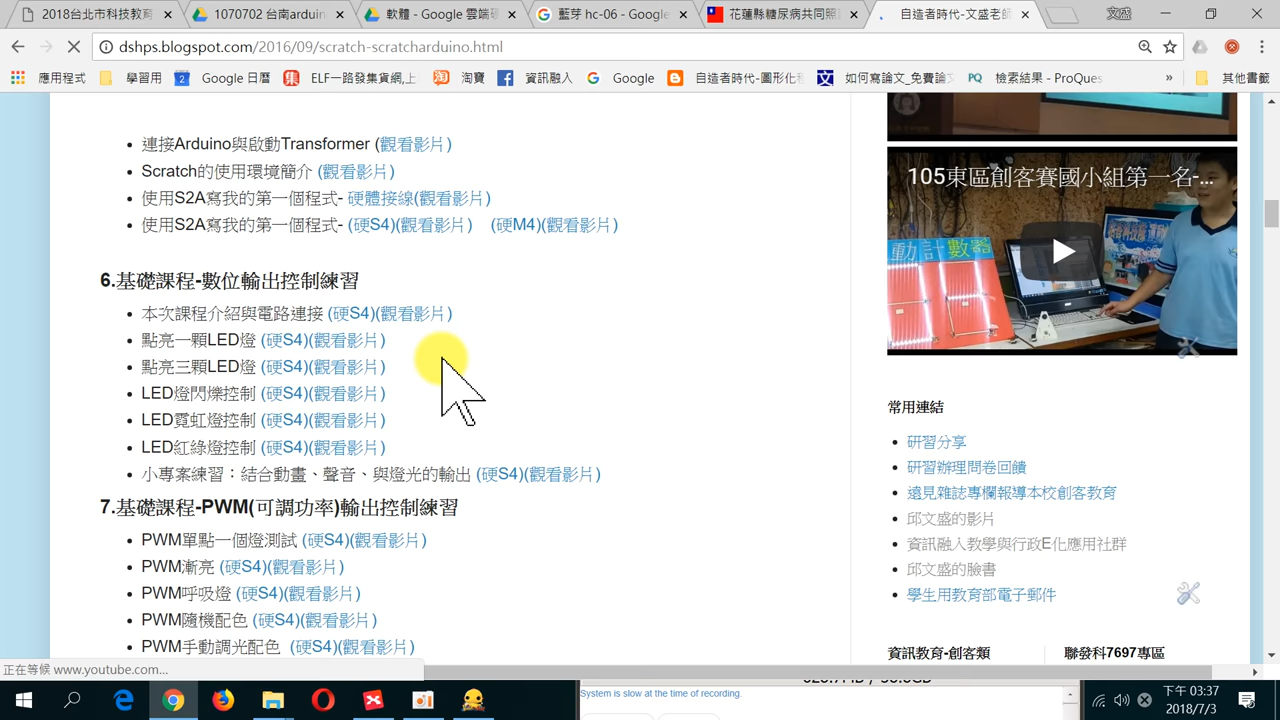 2018台北市科技教育
1070702 台南arduin
軟體 - Google 雲端硬
藍芽 hc-06 - Google
花蓮縣糖尿病共同照護
自造者時代-文盛老師
文盛
dshps.blogspot.com/2016/09/scratch-scratcharduino.html
應用程式
學習用
Google 日曆
ELF一路發集貨網,上
淘寶
資訊融入
Google
自造者時代-圖形化程
如何寫論文_免費論文
檢索結果 - ProQues
其他書籤
連接Arduino與啟動Transformer (觀看影片)
Scratch的使用環境簡介 (觀看影片)
使用S2A寫我的第一個程式- 硬體接線(觀看影片)
使用S2A寫我的第一個程式- (硬S4)(觀看影片) (硬M4)(觀看影片)
6.基礎課程-數位輸出控制練習
本次課程介紹與電路連接 (硬S4)(觀看影片)
點亮一顆LED燈 (硬S4)(觀看影片)
點亮三顆LED燈 (硬S4)(觀看影片)
LED燈閃爍控制 (硬S4)(觀看影片)
LED霓虹燈控制 (硬S4)(觀看影片)
LED紅綠燈控制 (硬S4)(觀看影片)
小專案練習：結合動畫、聲音、與燈光的輸出 (硬S4)(觀看影片)
7.基礎課程-PWM(可調功率)輸出控制練習
PWM單點一個燈測試 (硬S4)(觀看影片)
PWM漸亮 (硬S4)(觀看影片)
PWM呼吸燈 (硬S4)(觀看影片)
PWM隨機配色 (硬S4)(觀看影片)
PWM手動調光配色 (硬S4)(觀看影片)
105東區創客賽國小組第一名-...
動計數器
常用連結
研習分享
研習辦理問卷回饋
遠見雜誌專欄報導本校創客教育
邱文盛的影片
資訊融入教學與行政E化應用社群
邱文盛的臉書
學生用教育部電子郵件
資訊教育-創客類
聯發科7697專區
正在等候 www.youtube.com...
System is slow at the time of recording.
下午 03:37
2018/7/3